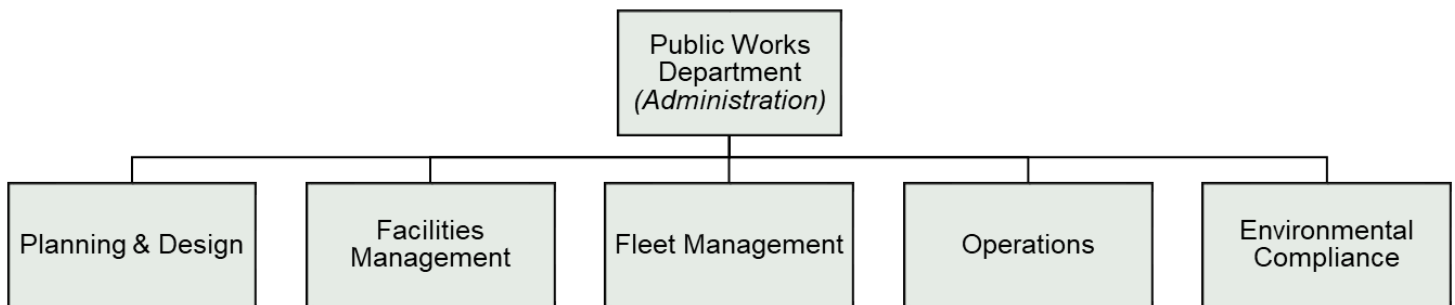 Public Works
Department
(Administration)
Planning & Design
Facilities
Management
Fleet Management
Operations
Environmental
Compliance